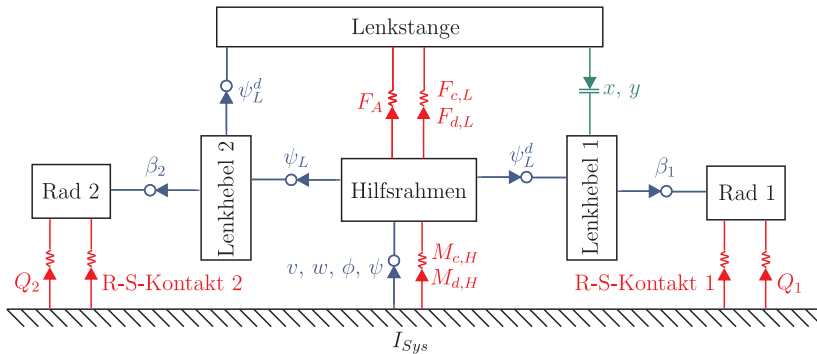 Lenkstange
ψ_L^d
F_A
F_{c,L}
F_{d,L}
x, y
Rad 2
β_2
Lenkhebel 2
ψ_L
Hilfsrahmen
ψ_L^d
Lenkhebel 1
β_1
Rad 1
Q_2
R-S-Kontakt 2
v, w, ϕ, ψ
M_{c,H}
M_{d,H}
R-S-Kontakt 1
Q_1
I_{Sys}